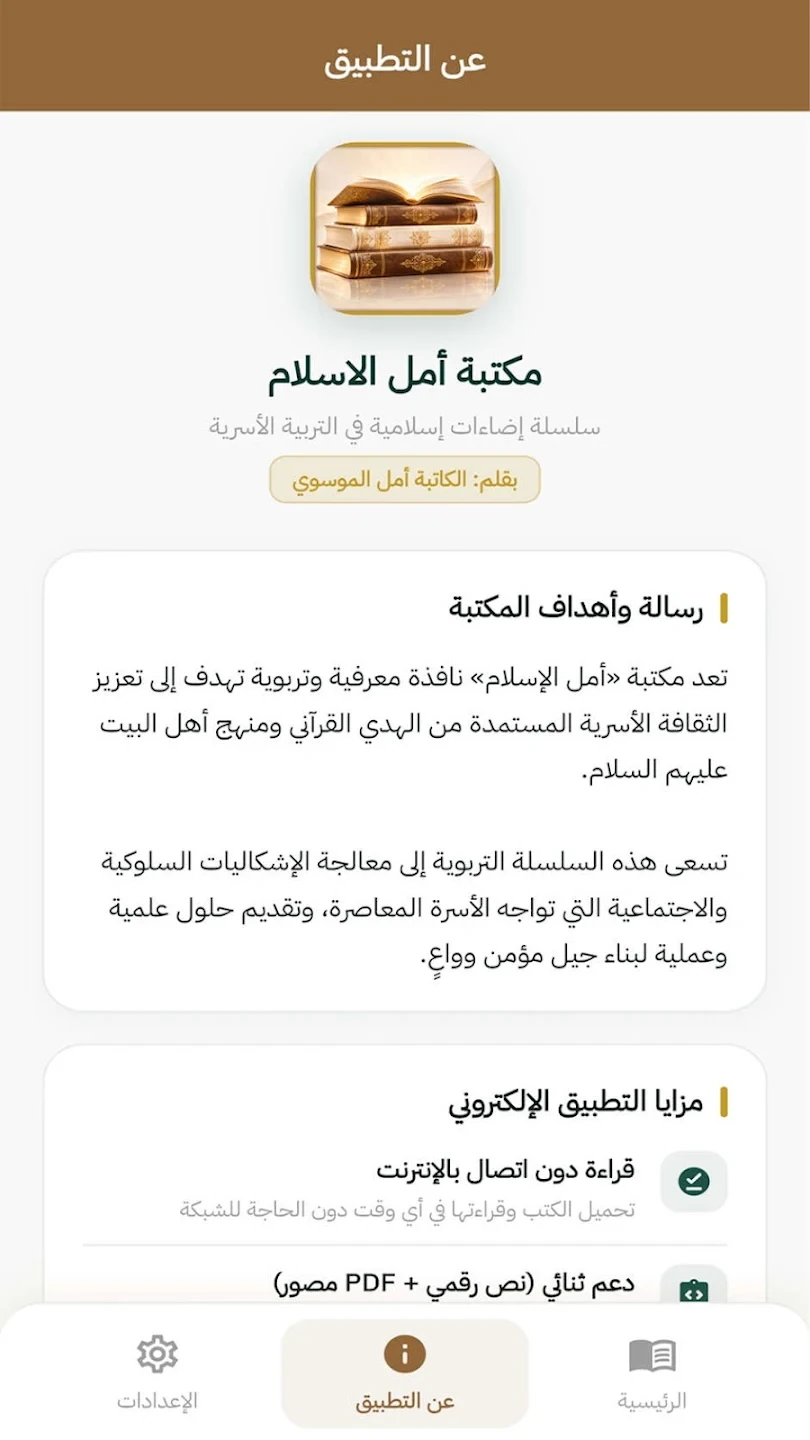 عن التطبيق
مكتبة أمل الاسلام
سلسلة إضاءات إسلامية في التربية الأسرية
بقلم: الكاتبة أمل الموسوي
رسالة وأهداف المكتبة
تعد مكتبة «أمل الإسلام» نافذة معرفية وتربوية تهدف إلى تعزيز
الثقافة الأسرية المستمدة من الهدي القرآني ومنهج أهل البيت
عليهم السلام.
تسعى هذه السلسلة التربوية إلى معالجة الإشكاليات السلوكية
والاجتماعية التي تواجه الأسرة المعاصرة، وتقديم حلول علمية
وعملية لبناء جيل مؤمن وواعٍ.
مزايا التطبيق الإلكتروني
قراءة دون اتصال بالإنترنت
تحميل الكتب وقراءتها في أي وقت دون الحاجة للشبكة
دعم ثنائي (نص رقمي + PDF مصور)
الرئيسية
عن التطبيق
الإعدادات